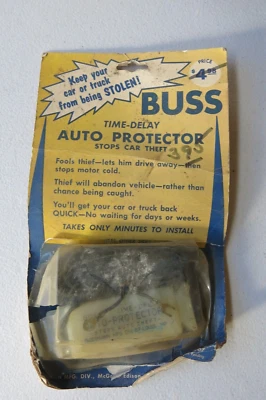 Keep your
car or truck
from being STOLEN!
PRICE
$4.95
BUSS
TIME-DELAY
AUTO PROTECTOR
STOPS CAR THEFT
395
Fools thief—lets him drive away—then
stops motor cold.
Thief will abandon vehicle—rather than
chance being caught.
You'll get your car or truck back
QUICK—No waiting for days or weeks.
TAKES ONLY MINUTES TO INSTALL
DIV., McGraw Edison